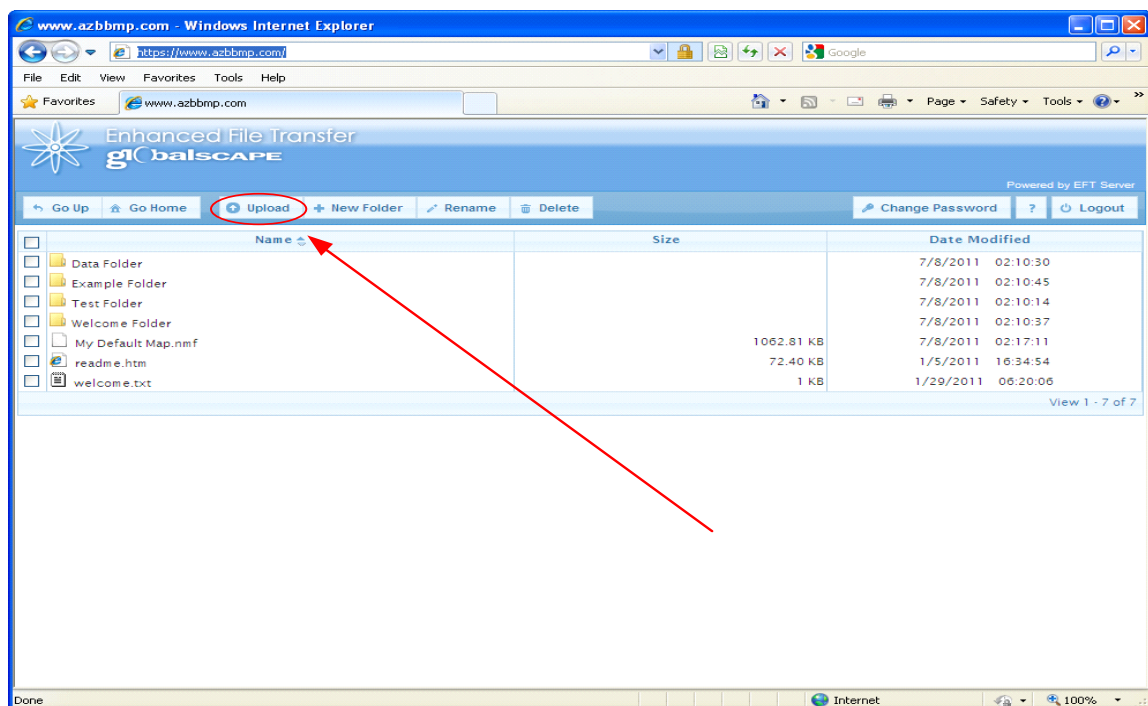 www.azbbmp.com - Windows Internet Explorer
https://www.azbbmp.com/
Google
File Edit View Favorites Tools Help
Favorites www.azbbmp.com Page Safety Tools ? »
Enhanced File Transfer
globalSCAPE
Powered by EFT Server
Go Up Go Home Upload New Folder Rename Delete Change Password ? Logout
Name Size Date Modified
Data Folder 7/8/2011 02:10:30
Example Folder 7/8/2011 02:10:45
Test Folder 7/8/2011 02:10:14
Welcome Folder 7/8/2011 02:10:37
My Default Map.nmf 1062.81 KB 7/8/2011 02:17:11
readme.htm 72.40 KB 1/5/2011 16:34:54
welcome.txt 1 KB 1/29/2011 06:20:06
View 1 - 7 of 7
Done Internet 100%